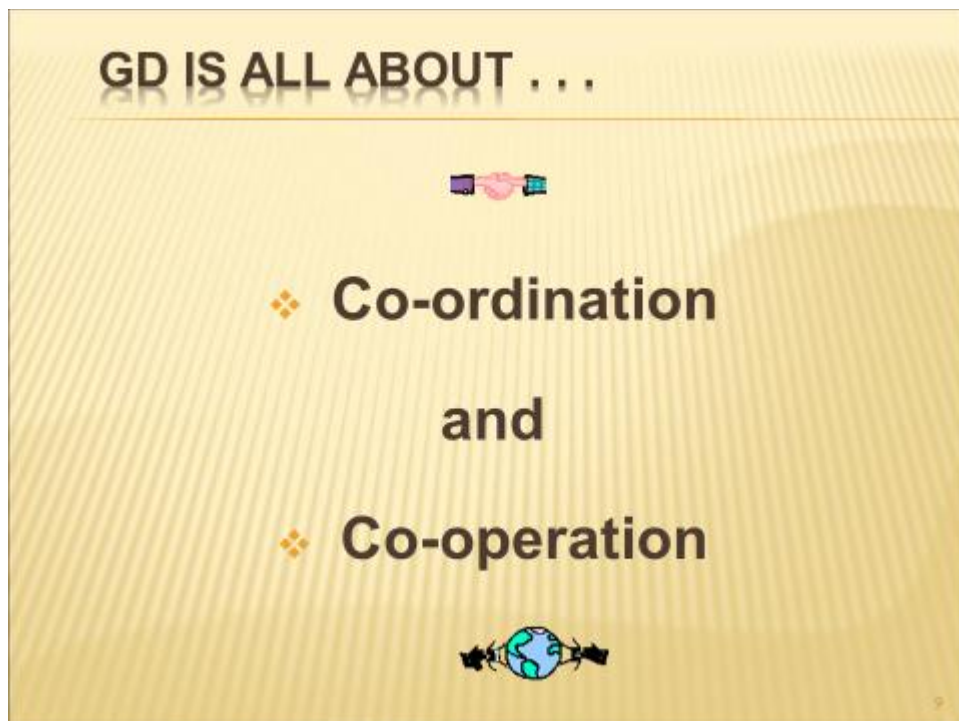 GD IS ALL ABOUT . . .
Co-ordination
and
Co-operation
9